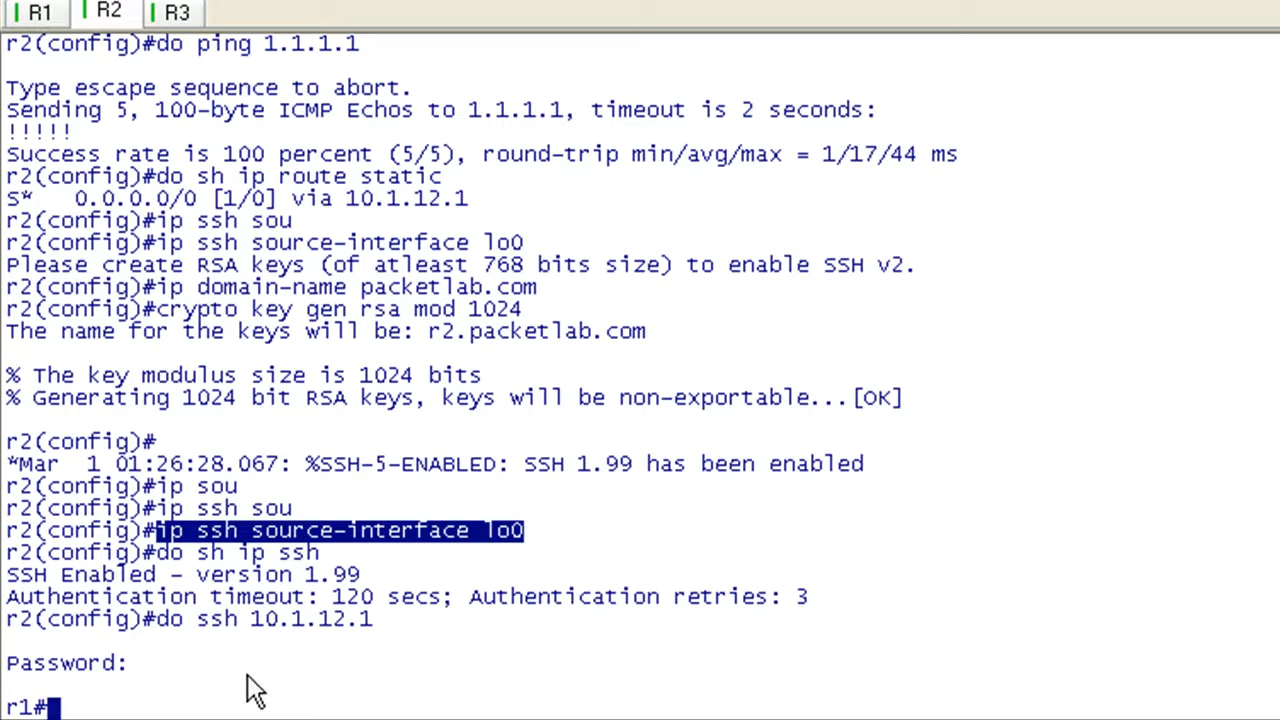 R1 R2 R3
r2(config)#do ping 1.1.1.1
Type escape sequence to abort.
Sending 5, 100-byte ICMP Echos to 1.1.1.1, timeout is 2 seconds:
!!!!!
Success rate is 100 percent (5/5), round-trip min/avg/max = 1/17/44 ms
r2(config)#do sh ip route static
S*   0.0.0.0/0 [1/0] via 10.1.12.1
r2(config)#ip ssh sou
r2(config)#ip ssh source-interface lo0
Please create RSA keys (of atleast 768 bits size) to enable SSH v2.
r2(config)#ip domain-name packetlab.com
r2(config)#crypto key gen rsa mod 1024
The name for the keys will be: r2.packetlab.com
% The key modulus size is 1024 bits
% Generating 1024 bit RSA keys, keys will be non-exportable...[OK]
r2(config)#
*Mar  1 01:26:28.067: %SSH-5-ENABLED: SSH 1.99 has been enabled
r2(config)#ip sou
r2(config)#ip ssh sou
r2(config)#ip ssh source-interface lo0
r2(config)#do sh ip ssh
SSH Enabled - version 1.99
Authentication timeout: 120 secs; Authentication retries: 3
r2(config)#do ssh 10.1.12.1
Password:
r1#